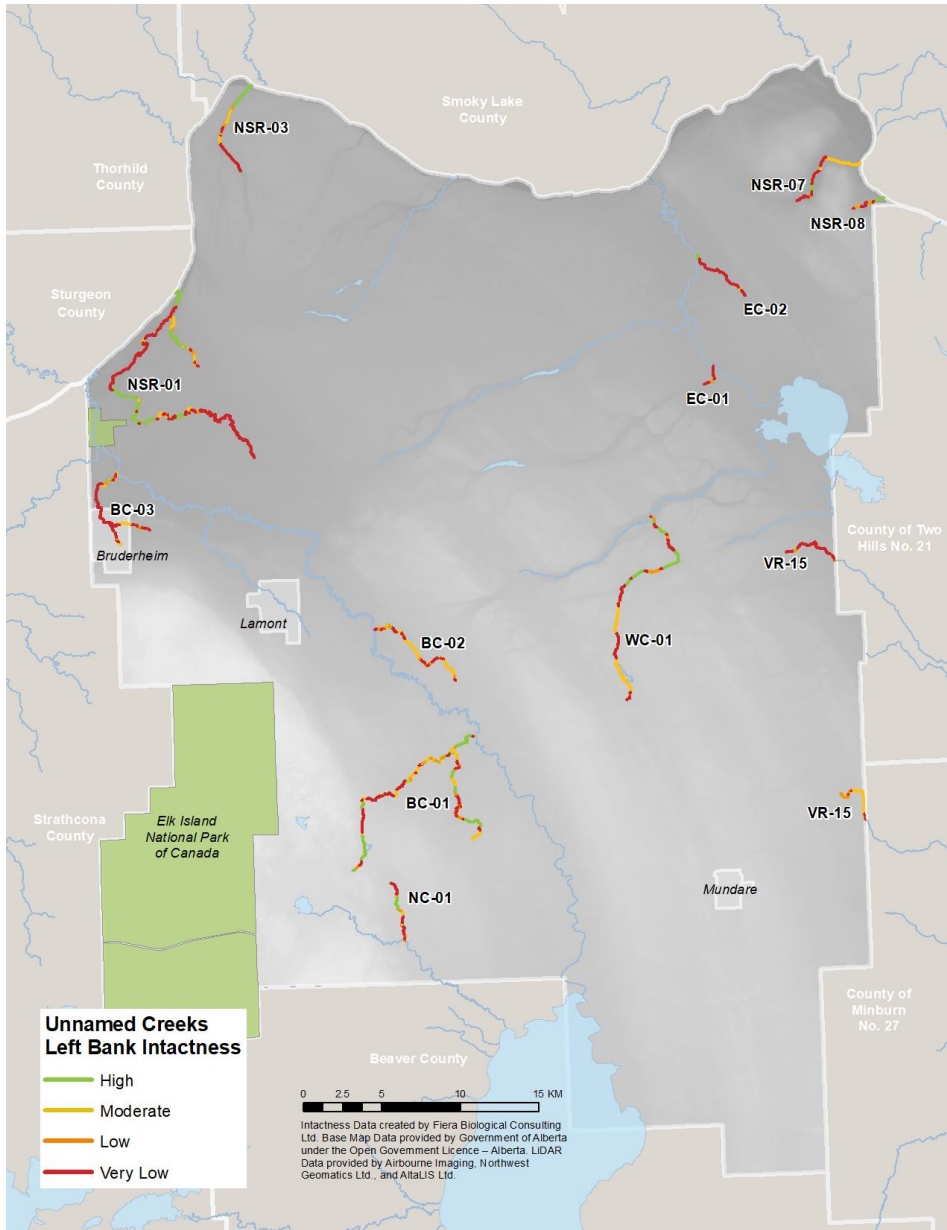 Smoky Lake
County
NSR-03
Thorhild
County
NSR-07
NSR-08
Sturgeon
County
EC-02
NSR-01
EC-01
BC-03
Bruderheim
County of Two
Hills No. 21
VR-15
Lamont
BC-02
WC-01
BC-01
Strathcona
County
Elk Island
National Park
of Canada
VR-15
Mundare
NC-01
County of
Minburn
No. 27
Beaver County
Unnamed Creeks
Left Bank Intactness
High
Moderate
Low
Very Low
0 2.5 5 10 15 KM
Intactness Data created by Fiera Biological Consulting
Ltd. Base Map Data provided by Government of Alberta
under the Open Government Licence – Alberta. LiDAR
Data provided by Airbourne Imaging, Northwest
Geomatics Ltd., and AltaLIS Ltd.